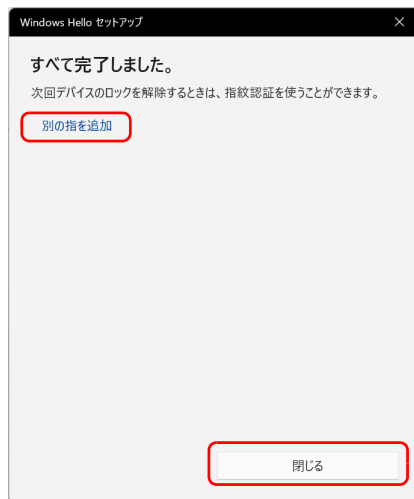 Windows Hello セットアップ
すべて完了しました。
次回デバイスのロックを解除するときは、指紋認証を使うことができます。
別の指を追加
閉じる